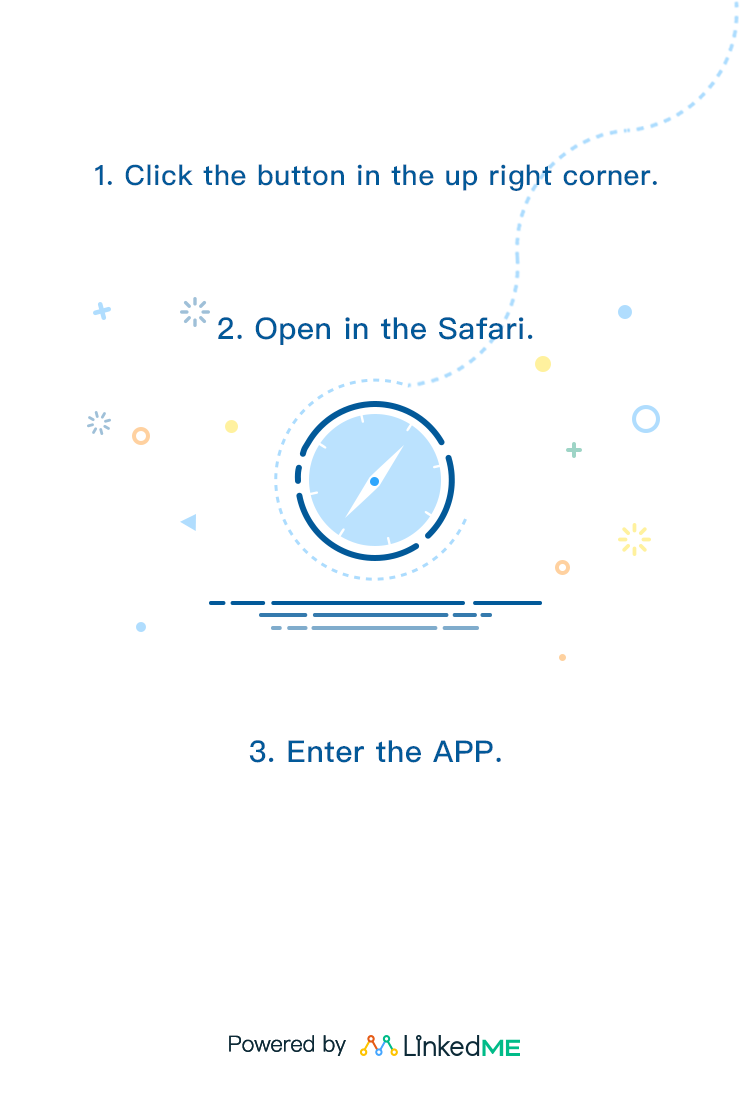 1. Click the button in the up right corner.
2. Open in the Safari.
3. Enter the APP.
Powered by LinkedME